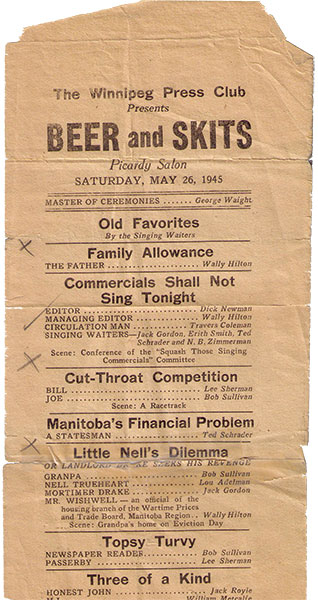 The Winnipeg Press Club
Presents
BEER and SKITS
Picardy Salon
SATURDAY, MAY 26, 1945
MASTER OF CEREMONIES ....... George Waight
Old Favorites
By the Singing Waiters
Family Allowance
THE FATHER ............ Wally Hilton
Commercials Shall Not
Sing Tonight
EDITOR ............ Dick Newman
MANAGING EDITOR ............ Wally Hilton
CIRCULATION MAN ............ Travers Coleman
SINGING WAITERS—Jack Gordon, Erith Smith, Ted
Schrader and N. B. Zimmerman
Scene: Conference of the "Squash Those Singing
Commercials" Committee
Cut-Throat Competition
BILL ............ Lee Sherman
JOE ............ Bob Sullivan
Scene: A Racetrack
Manitoba's Financial Problem
A STATESMAN ............ Ted Schrader
Little Nell's Dilemma
OR LANDLORD SEEKS HIS REVENGE
GRANPA ............ Bob Sullivan
NELL TRUEHEART ............ Lou Adelman
MORTIMER DRAKE ............ Jack Gordon
MR. WISHWELL — an official of the
housing branch of the Wartime Prices
and Trade Board, Manitoba Region .. Wally Hilton
Scene: Grandpa's home on Eviction Day
Topsy Turvy
NEWSPAPER READER ............ Bob Sullivan
PASSERBY ............ Lee Sherman
Three of a Kind
HONEST JOHN ............ Jack Royle
William Metcalfe